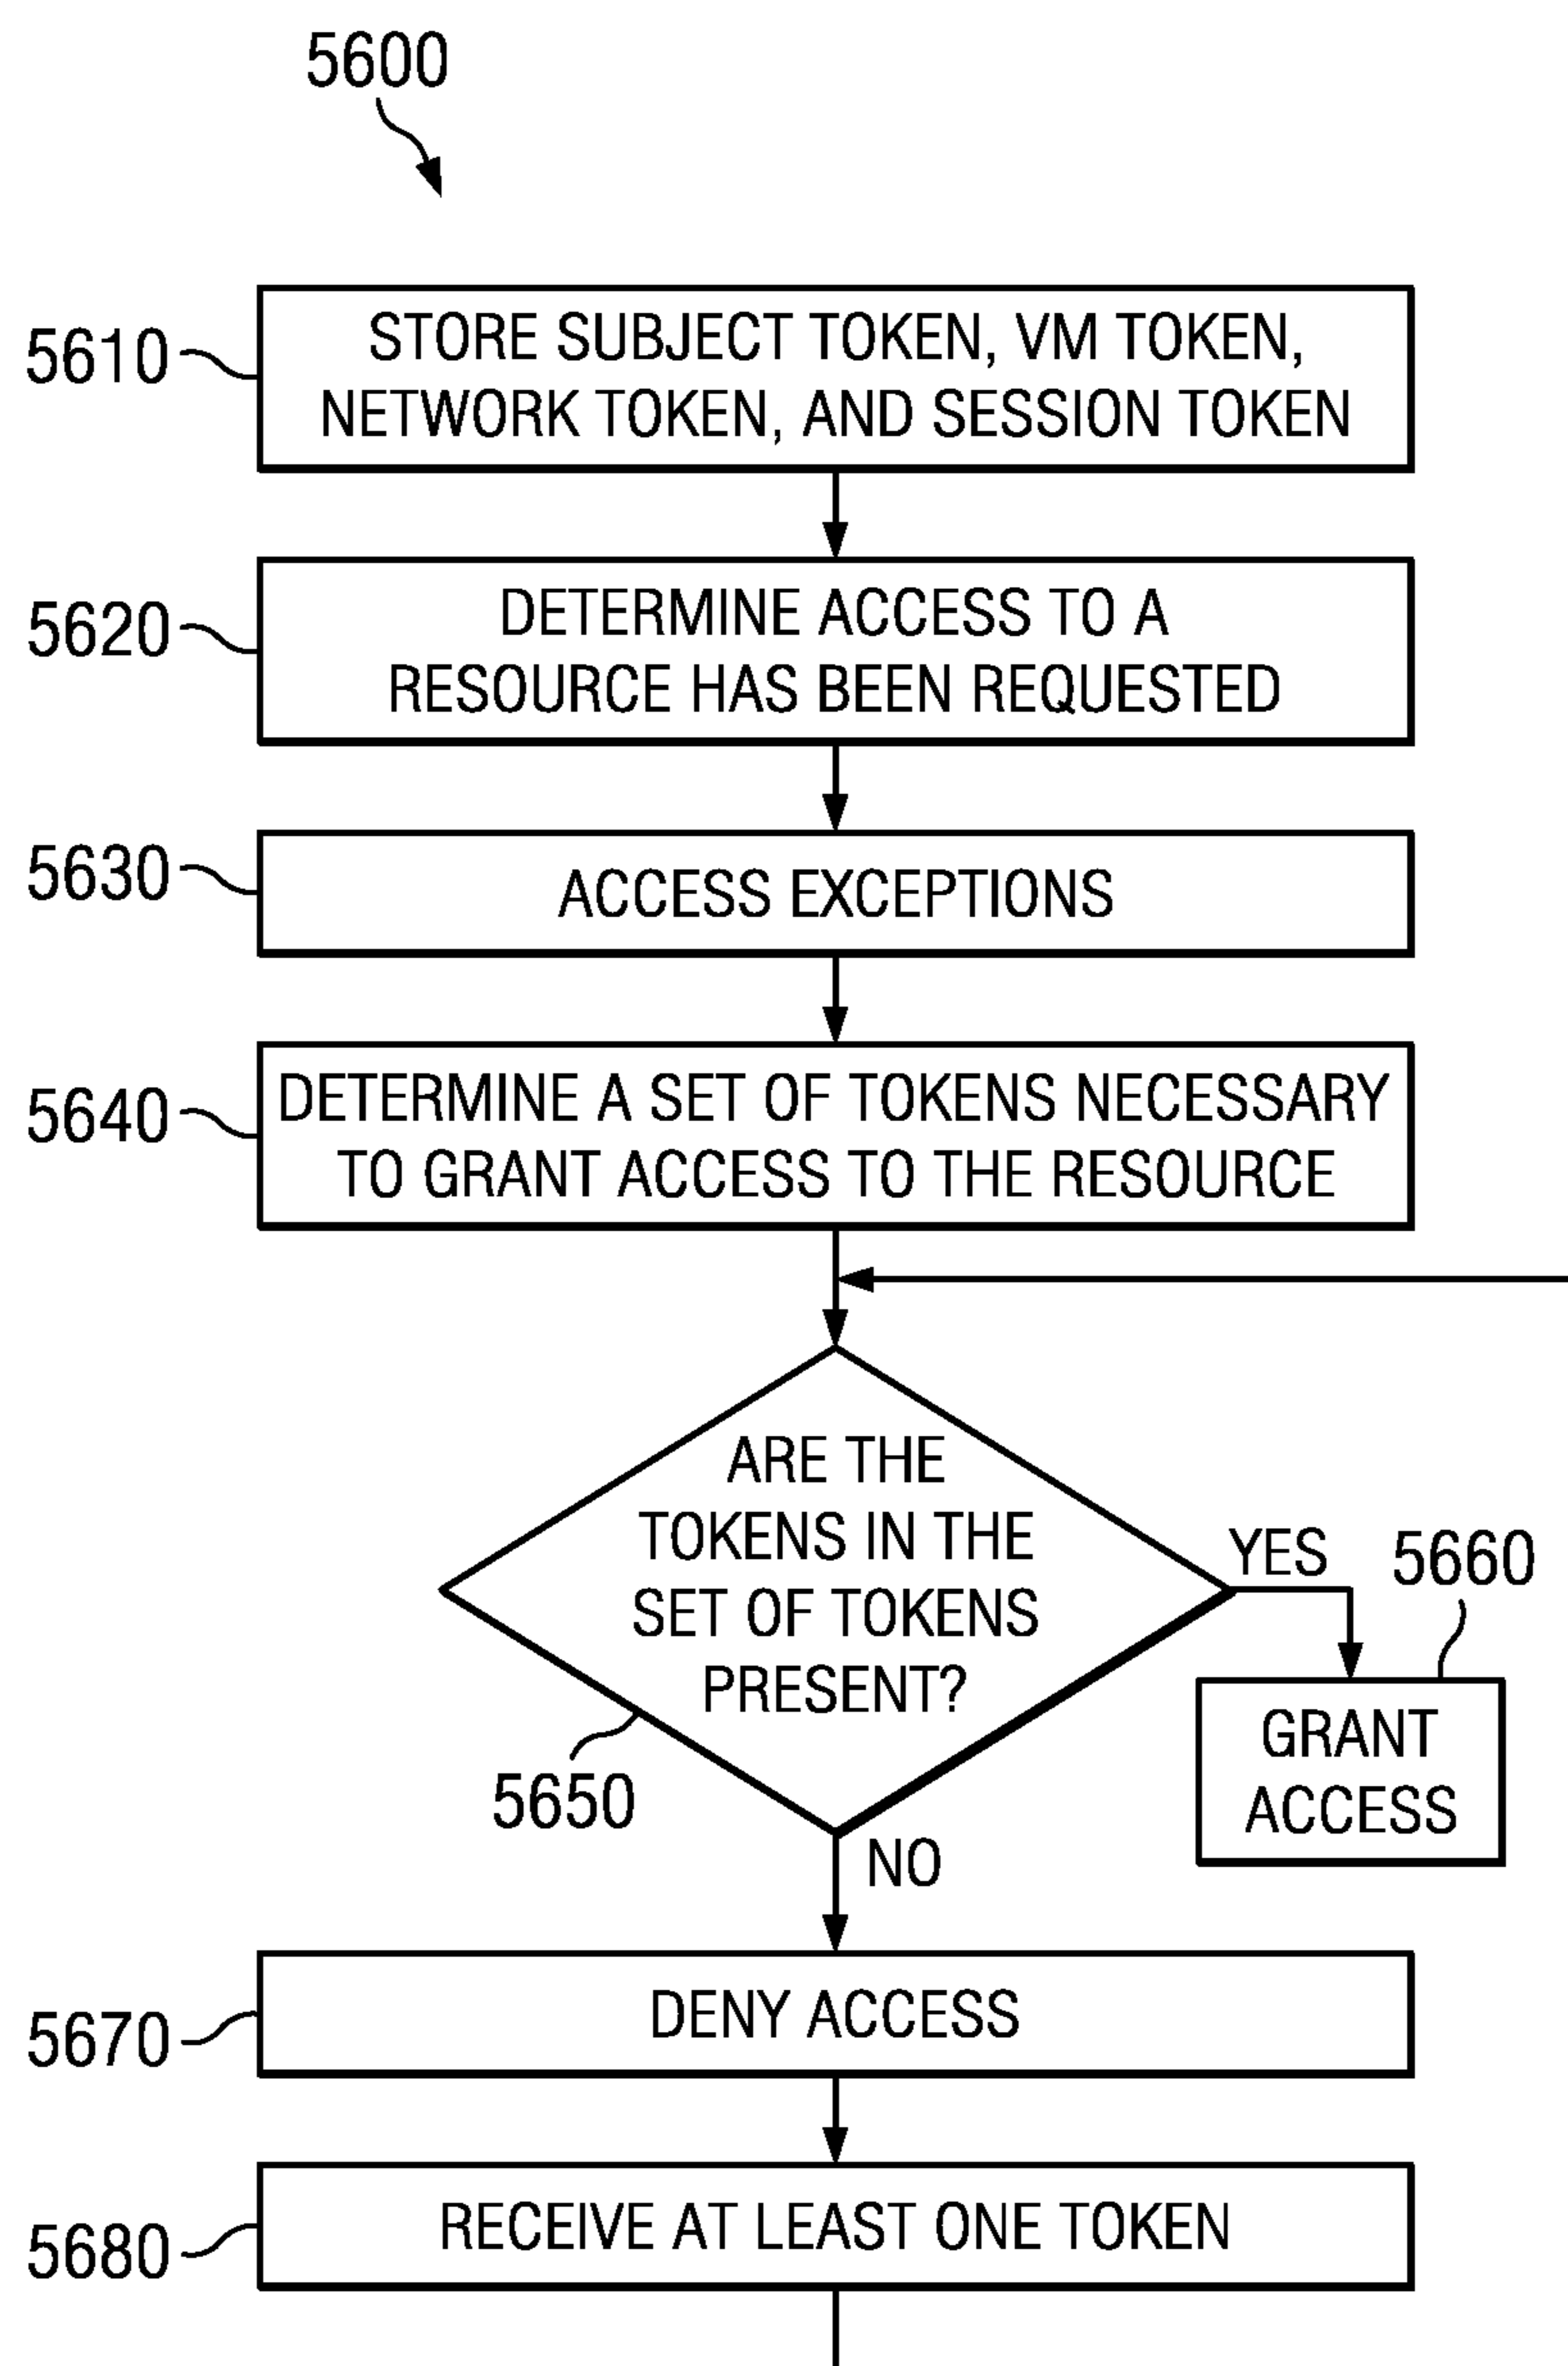 5600
5610
STORE SUBJECT TOKEN, VM TOKEN,
NETWORK TOKEN, AND SESSION TOKEN
5620
DETERMINE ACCESS TO A
RESOURCE HAS BEEN REQUESTED
5630
ACCESS EXCEPTIONS
5640
DETERMINE A SET OF TOKENS NECESSARY
TO GRANT ACCESS TO THE RESOURCE
ARE THE
TOKENS IN THE
SET OF TOKENS
PRESENT?
5650
YES
5660
GRANT
ACCESS
NO
5670
DENY ACCESS
5680
RECEIVE AT LEAST ONE TOKEN